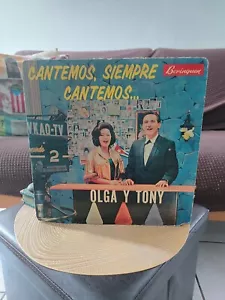 CANTEMOS, SIEMPRE
Borinquen
CANTEMOS...
WKAQ-TV
2
OLGA Y TONY